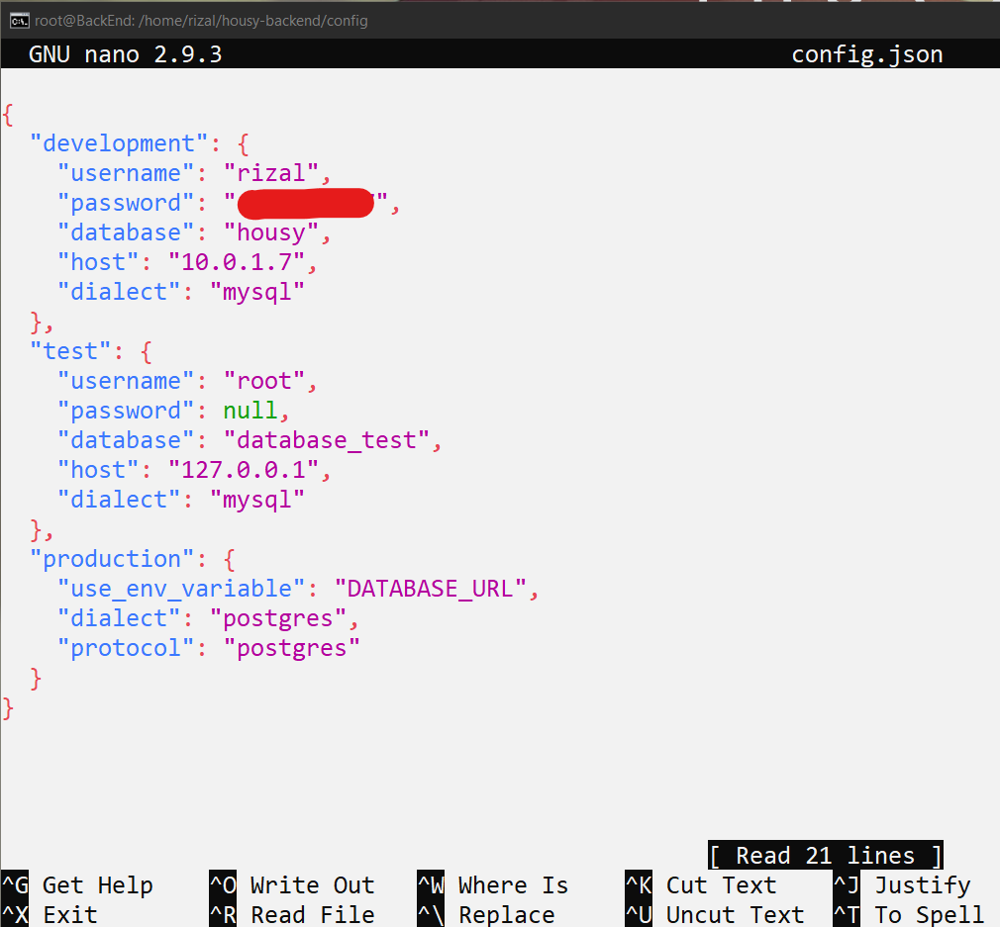 root@BackEnd: /home/rizal/housy-backend/config
GNU nano 2.9.3 config.json
{
  "development": {
    "username": "rizal",
    "password": "",
    "database": "housy",
    "host": "10.0.1.7",
    "dialect": "mysql"
  },
  "test": {
    "username": "root",
    "password": null,
    "database": "database_test",
    "host": "127.0.0.1",
    "dialect": "mysql"
  },
  "production": {
    "use_env_variable": "DATABASE_URL",
    "dialect": "postgres",
    "protocol": "postgres"
  }
}
[ Read 21 lines ]
^G Get Help ^O Write Out ^W Where Is ^K Cut Text ^J Justify
^X Exit ^R Read File ^\ Replace ^U Uncut Text ^T To Spell